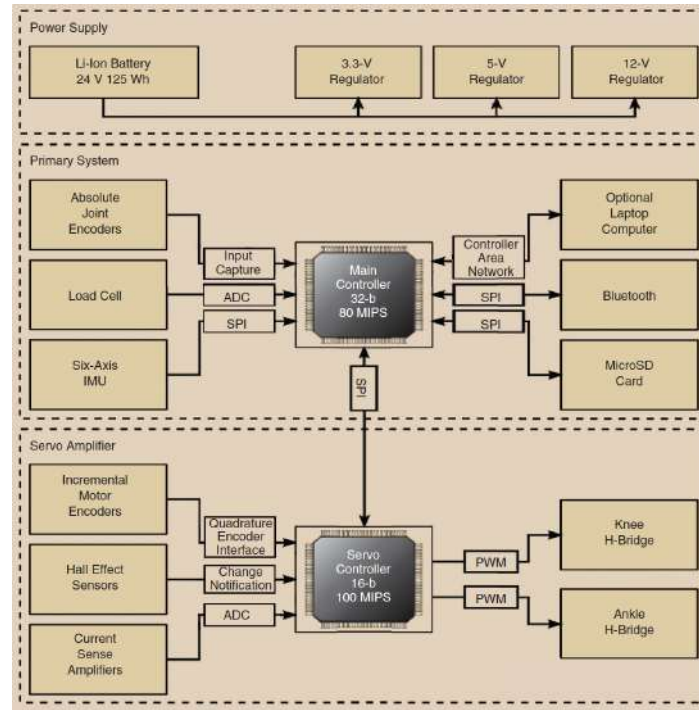 Power Supply
Li-Ion Battery
24 V 125 Wh
3.3-V
Regulator
5-V
Regulator
12-V
Regulator
Primary System
Absolute
Joint
Encoders
Input
Capture
Load Cell
ADC
Six-Axis
IMU
SPI
Main
Controller
32-b
80 MIPS
Controller
Area
Network
Optional
Laptop
Computer
SPI
Bluetooth
SPI
MicroSD
Card
SPI
Servo Amplifier
Incremental
Motor
Encoders
Quadrature
Encoder
Interface
Hall Effect
Sensors
Change
Notification
Current
Sense
Amplifiers
ADC
Servo
Controller
16-b
100 MIPS
PWM
Knee
H-Bridge
PWM
Ankle
H-Bridge